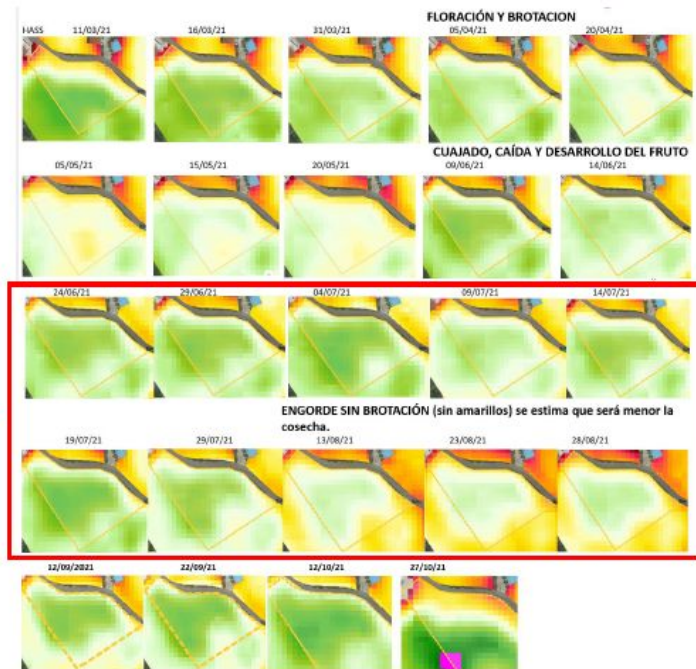 FLORACIÓN Y BROTACION
HASS 11/03/21 16/03/21 31/03/21 05/04/21 20/04/21
CUAJADO, CAÍDA Y DESARROLLO DEL FRUTO
05/05/21 15/05/21 20/05/21 09/06/21 14/06/21
24/06/21 29/06/21 04/07/21 09/07/21 14/07/21
ENGORDE SIN BROTACIÓN (sin amarillos) se estima que será menor la
cosecha.
19/07/21 29/07/21 13/08/21 23/08/21 28/08/21
12/09/2021 22/09/21 12/10/21 27/10/21